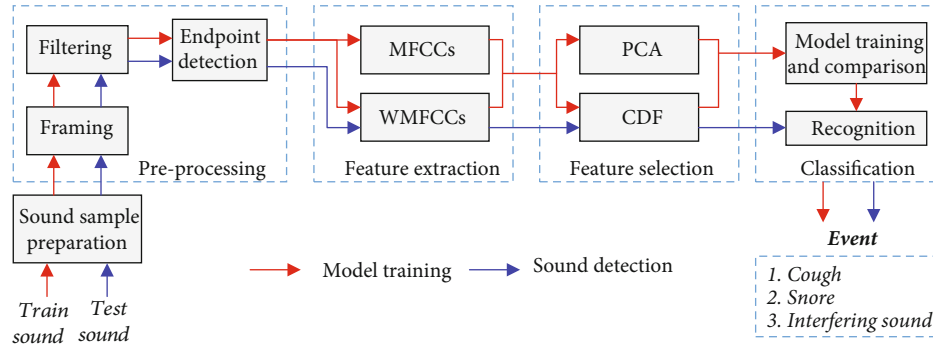 Filtering
Endpoint
detection
Framing
Pre-processing
Sound sample
preparation
Train
sound
Test
sound
MFCCs
WMFCCs
Feature extraction
PCA
CDF
Feature selection
Model training
and comparison
Recognition
Classification
Model training
Sound detection
Event
1. Cough
2. Snore
3. Interfering sound